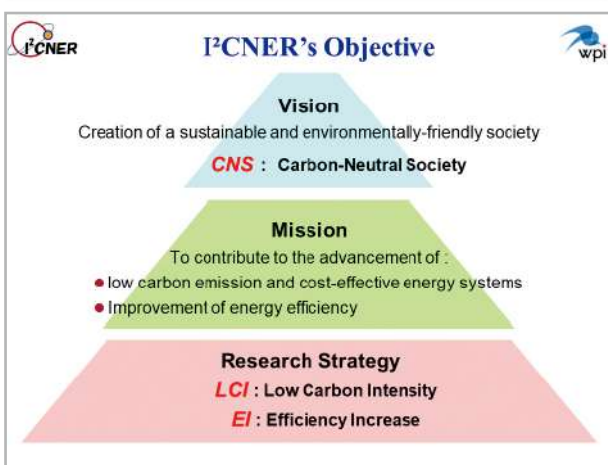 I²CNER
I²CNER's Objective
wpi
Vision
Creation of a sustainable and environmentally-friendly society
CNS : Carbon-Neutral Society
Mission
To contribute to the advancement of :
● low carbon emission and cost-effective energy systems
● Improvement of energy efficiency
Research Strategy
LCI : Low Carbon Intensity
EI : Efficiency Increase